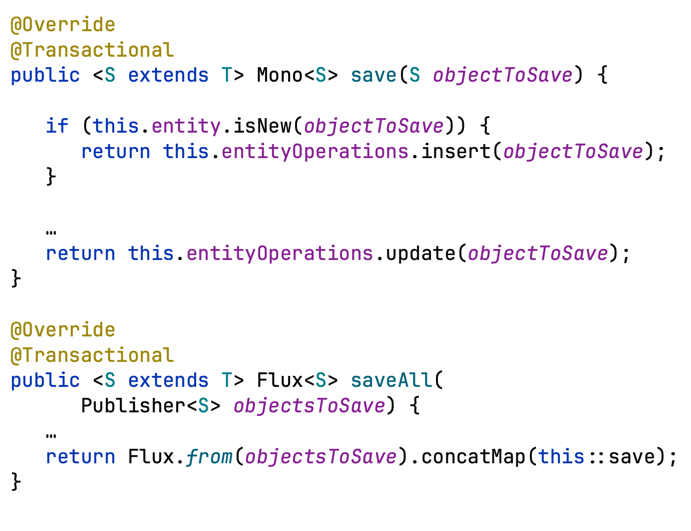 @Override
@Transactional
public <S extends T> Mono<S> save(S objectToSave) {
if (this.entity.isNew(objectToSave)) {
return this.entityOperations.insert(objectToSave);
}
…
return this.entityOperations.update(objectToSave);
}
@Override
@Transactional
public <S extends T> Flux<S> saveAll(
Publisher<S> objectsToSave) {
…
return Flux.from(objectsToSave).concatMap(this::save);
}